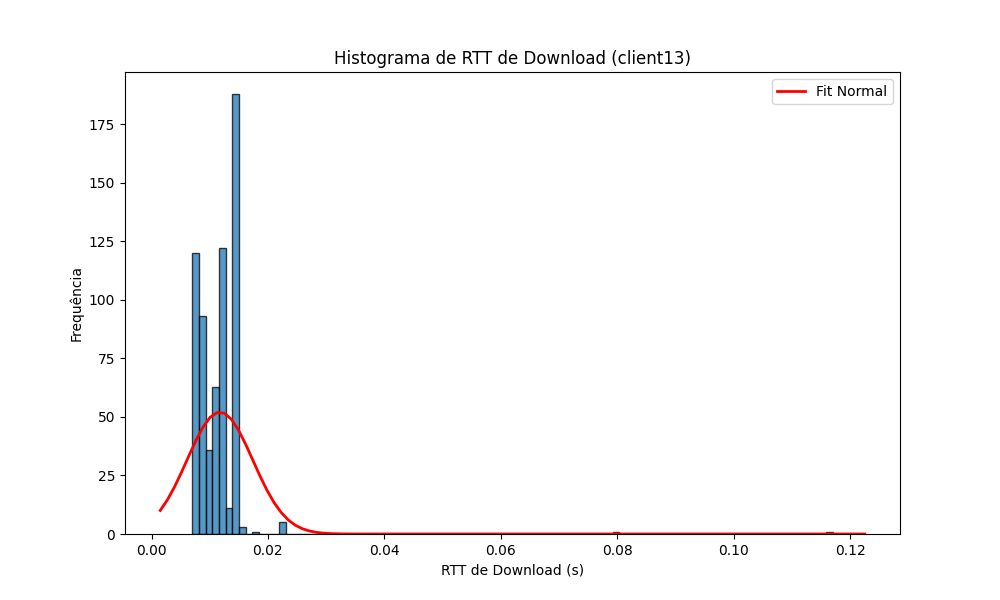 Histograma de RTT de Download (client13)
Fit Normal
Frequência
175
150
125
100
75
50
25
0
0.00 0.02 0.04 0.06 0.08 0.10 0.12
RTT de Download (s)